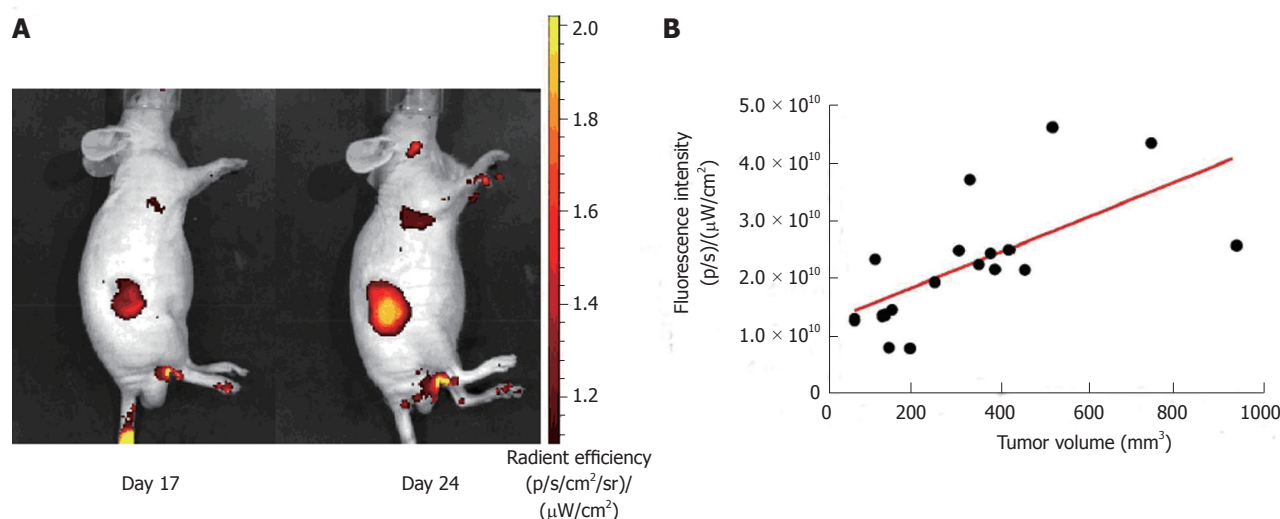 A
2.0
1.8
1.6
1.4
1.2
Radient efficiency
(p/s/cm²/sr)/
(μW/cm²)
Day 17
Day 24
B
Fluorescence intensity
(p/s)/(μW/cm²)
5.0 × 10¹⁰
4.0 × 10¹⁰
3.0 × 10¹⁰
2.0 × 10¹⁰
1.0 × 10¹⁰
0
0 200 400 600 800 1000
Tumor volume (mm³)